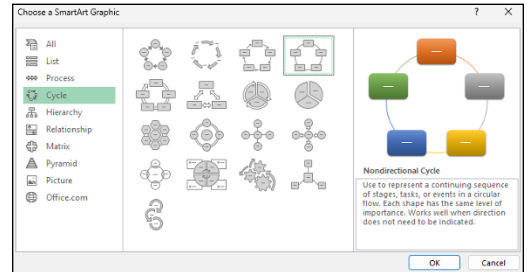 Choose a SmartArt Graphic
?
All
List
Process
Cycle
Hierarchy
Relationship
Matrix
Pyramid
Picture
Office.com
Nondirectional Cycle
Use to represent a continuing sequence
of stages, tasks, or events in a circular
flow. Each shape has the same level of
importance. Works well when direction
does not need to be indicated.
OK
Cancel